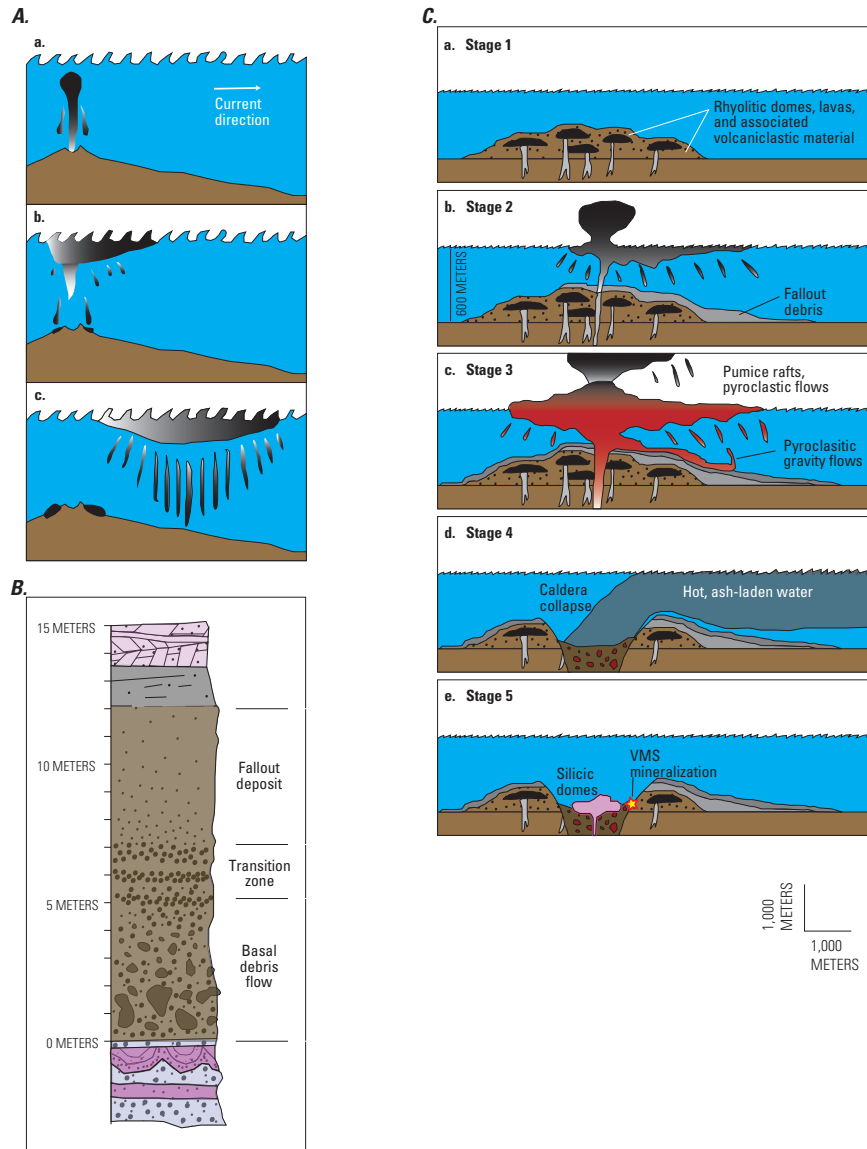 A.
a.
Current
direction
b.
c.
B.
15 METERS
10 METERS
5 METERS
0 METERS
Fallout
deposit
Transition
zone
Basal
debris
flow
C.
a. Stage 1
Rhyolitic domes, lavas,
and associated
volcaniclastic material
b. Stage 2
600 METERS
Fallout
debris
c. Stage 3
Pumice rafts,
pyroclastic flows
Pyroclasitic
gravity flows
d. Stage 4
Caldera
collapse
Hot, ash-laden water
e. Stage 5
Silicic
domes
VMS
mineralization
1,000
METERS
1,000
METERS